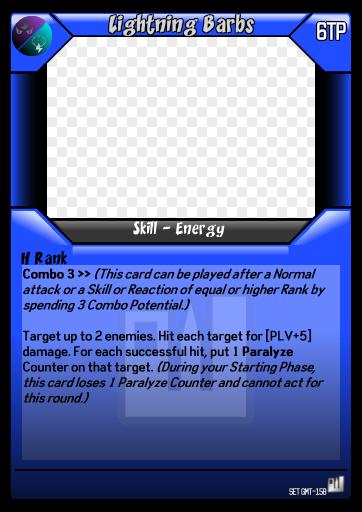 Lightning Barbs
6TP
Skill - Energy
H Rank
Combo 3 >> (This card can be played after a Normal
attack or a Skill or Reaction of equal or higher Rank by
spending 3 Combo Potential.)
Target up to 2 enemies. Hit each target for [PLV+5]
damage. For each successful hit, put 1 Paralyze
Counter on that target. (During your Starting Phase,
this card loses 1 Paralyze Counter and cannot act for
this round.)
SET GMT-158